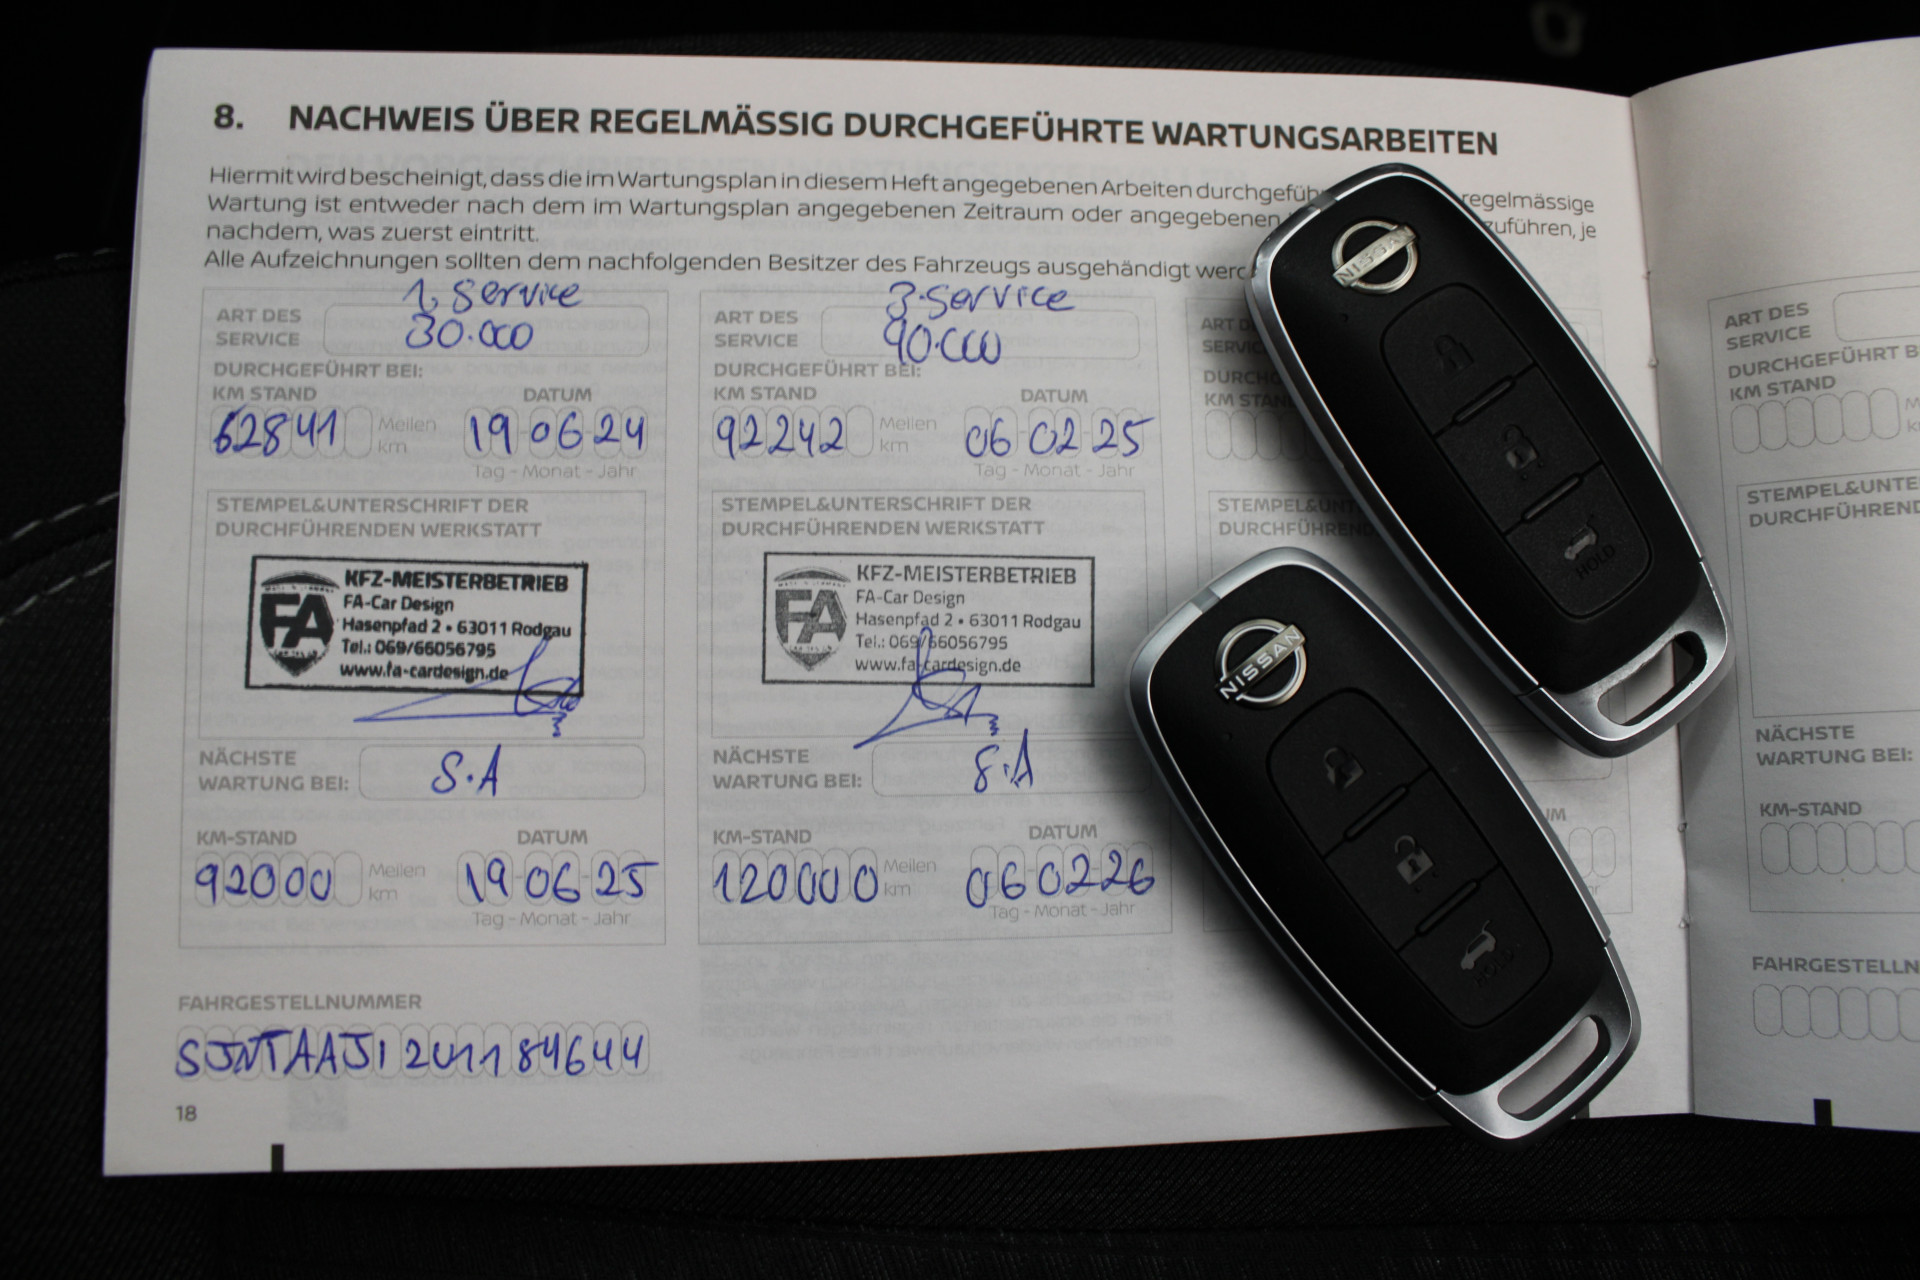 8. NACHWEIS ÜBER REGELMÄSSIG DURCHGEFÜHRTE WARTUNGSARBEITEN
Hiermit wird bescheinigt, dass die im Wartungsplan in diesem Heft angegebenen Arbeiten regelmässige
Wartung ist entweder nach dem im Wartungsplan angegebenen Zeitraum oder angegebenen je
nachdem, was zuerst eintritt.
Alle Aufzeichnungen sollten dem nachfolgenden Besitzer des Fahrzeugs ausgehändigt
1. Service
ART DES
SERVICE
30.000
DURCHGEFÜHRT BEI:
KM STAND DATUM
62841 Meilen km 19-06-24
Tag - Monat - Jahr
STEMPEL&UNTERSCHRIFT DER
DURCHFÜHRENDEN WERKSTATT
KFZ-MEISTERBETRIEB
FA
FA-Car Design
Hasenpfad 2 • 63011 Rodgau
Tel.: 069/66056795
www.fa-cardesign.de
NÄCHSTE
WARTUNG BEI: S.A
KM-STAND DATUM
92000 Meilen km 19-06-25
Tag - Monat - Jahr
FAHRGESTELLNUMMER
18
3.Service
ART DES
SERVICE
90.000
DURCHGEFÜHRT BEI:
KM STAND DATUM
92242 Meilen km 06-02-25
Tag - Monat - Jahr
STEMPEL&UNTERSCHRIFT DER
DURCHFÜHRENDEN WERKSTATT
KFZ-MEISTERBETRIEB
FA
FA-Car Design
Hasenpfad 2 • 63011 Rodgau
Tel.: 069/66056795
www.fa-cardesign.de
NÄCHSTE
WARTUNG BEI: S.A
KM-STAND DATUM
120000 Meilen km 06-02-26
Tag - Monat - Jahr
ART
STEMPEL&
NISSAN
HOLD
NISSAN
HOLD
ART DES
SERVICE
DURCHGEFÜHRT
KM STAND
NÄCHSTE
WARTUNG BEI:
KM-STAND